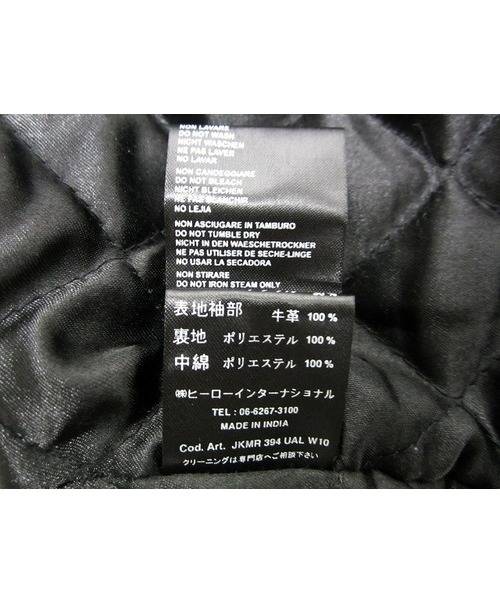 NON LAVARE
DO NOT WASH
NICHT WASCHEN
NE PAS LAVER
NO LAVAR
NON CANDEGGIARE
DO NOT BLEACH
NICHT BLEICHEN
NE PAS BLANCHIR
NO LEJIA
NON ASCIUGARE IN TAMBURO
DO NOT TUMBLE DRY
NICHT IN DEN WAESCHETROCKNER
NE PAS UTILISER DE SECHE-LINGE
NO USAR LA SECADORA
NON STIRARE
DO NOT IRON STEAM ONLY
表地袖部 牛革 100 %
裏地 ポリエステル 100 %
中綿 ポリエステル 100 %
㈱ヒーローインターナショナル
TEL : 06-6267-3100
MADE IN INDIA
Cod. Art. JKMR 394 UAL W10
クリーニングは専門店へご相談下さい